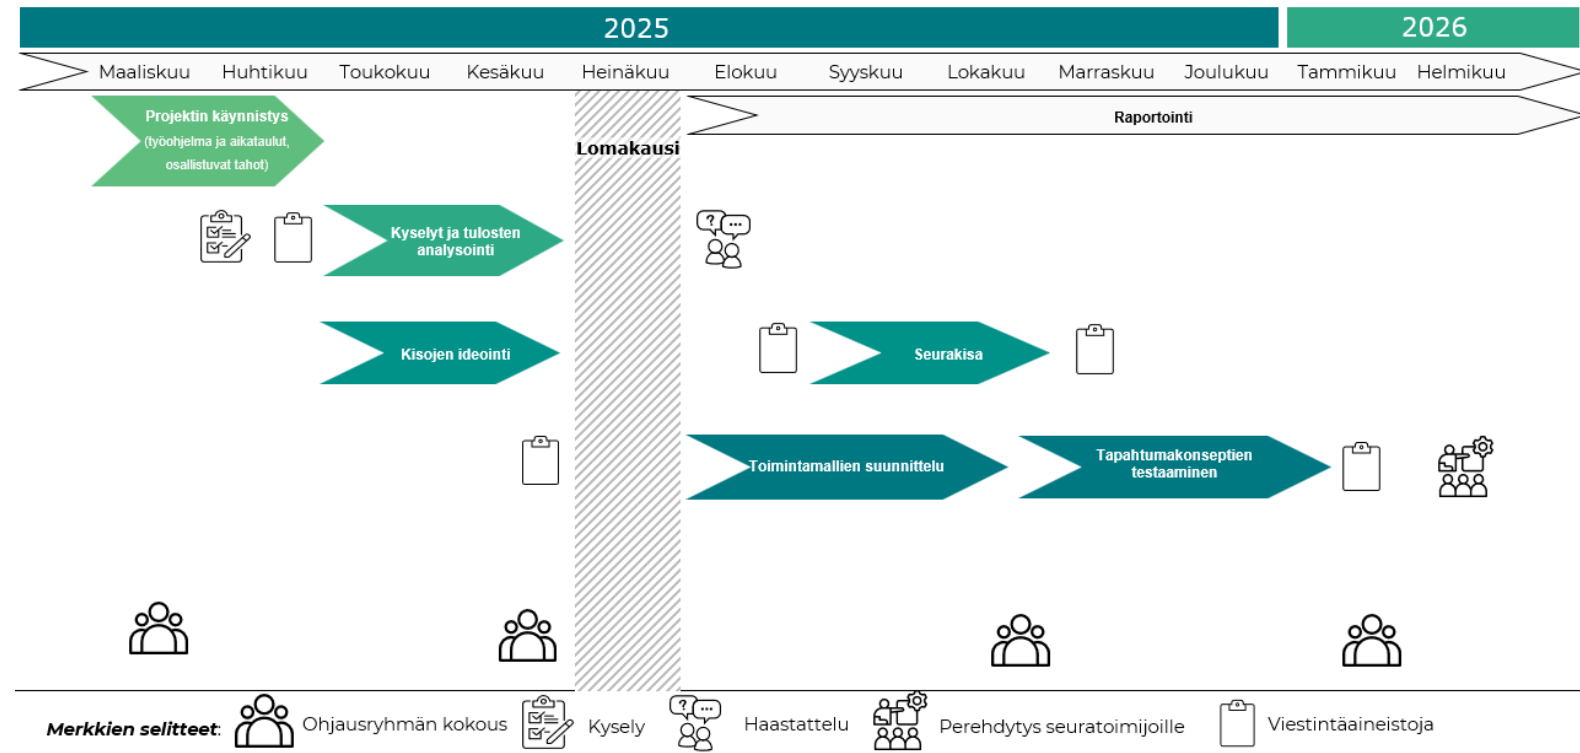 2025
2026
Maaliskuu
Huhtikuu
Toukokuu
Kesäkuu
Heinäkuu
Elokuu
Syyskuu
Lokakuu
Marraskuu
Joulukuu
Tammikuu
Helmikuu
Projektin käynnistys
(työohjelma ja aikataulut,
osallistuvat tahot)
Raportointi
Lomakausi
Kyselyt ja tulosten
analysointi
? ...
Kisojen ideointi
Seurakisa
Toimintamallien suunnittelu
Tapahtumakonseptien
testaaminen
Merkkien selitteet:
Ohjausryhmän kokous
Kysely
? ...
Haastattelu
Perehdytys seuratoimijoille
Viestintäaineistoja